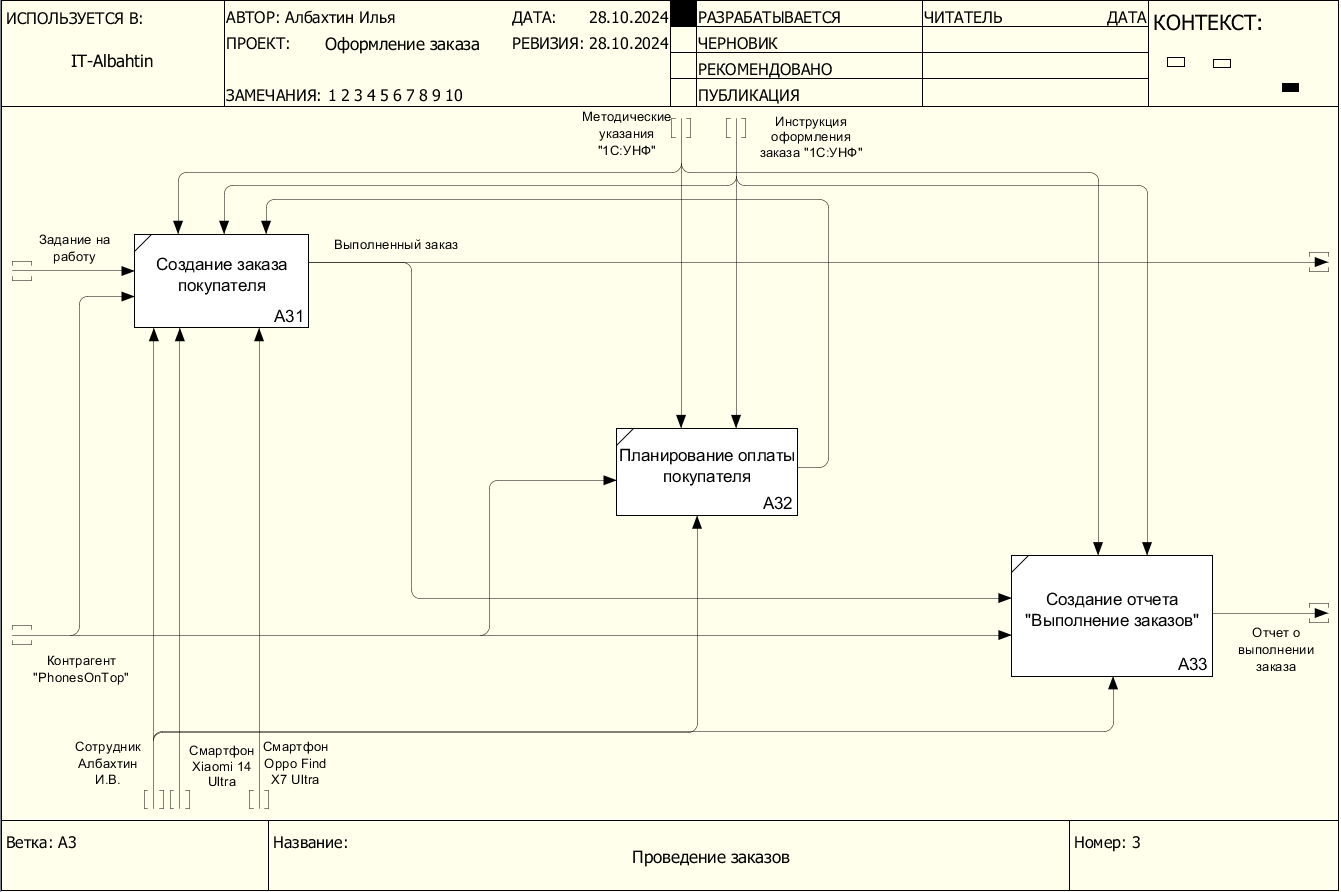 ИСПОЛЬЗУЕТСЯ В:
IT-Albahtin
АВТОР: Албахтин Илья
ДАТА: 28.10.2024
ПРОЕКТ: Оформление заказа
РЕВИЗИЯ: 28.10.2024
ЗАМЕЧАНИЯ: 1 2 3 4 5 6 7 8 9 10
РАЗРАБАТЫВАЕТСЯ
ЧЕРНОВИК
РЕКОМЕНДОВАНО
ПУБЛИКАЦИЯ
ЧИТАТЕЛЬ
ДАТА
КОНТЕКСТ:
Методические
указания
"1С:УНФ"
Инструкция
оформления
заказа "1С:УНФ"
Задание на
работу
Создание заказа
покупателя
A31
Выполненный заказ
Планирование оплаты
покупателя
A32
Создание отчета
"Выполнение заказов"
A33
Отчет о
выполнении
заказа
Контрагент
"PhonesOnTop"
Сотрудник
Албахтин
И.В.
Смартфон
Xiaomi 14
Ultra
Смартфон
Oppo Find
X7 Ultra
Ветка: A3
Название:
Проведение заказов
Номер: 3